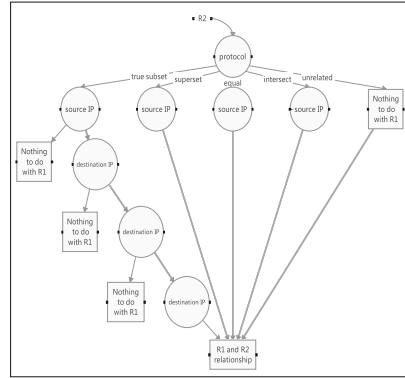 R2
protocol
true subset
superset
equal
intersect
unrelated
source IP
source IP
source IP
source IP
Nothing
to do
with R1
Nothing
to do
with R1
destination IP
Nothing
to do
with R1
destination IP
Nothing
to do
with R1
destination IP
R1 and R2
relationship